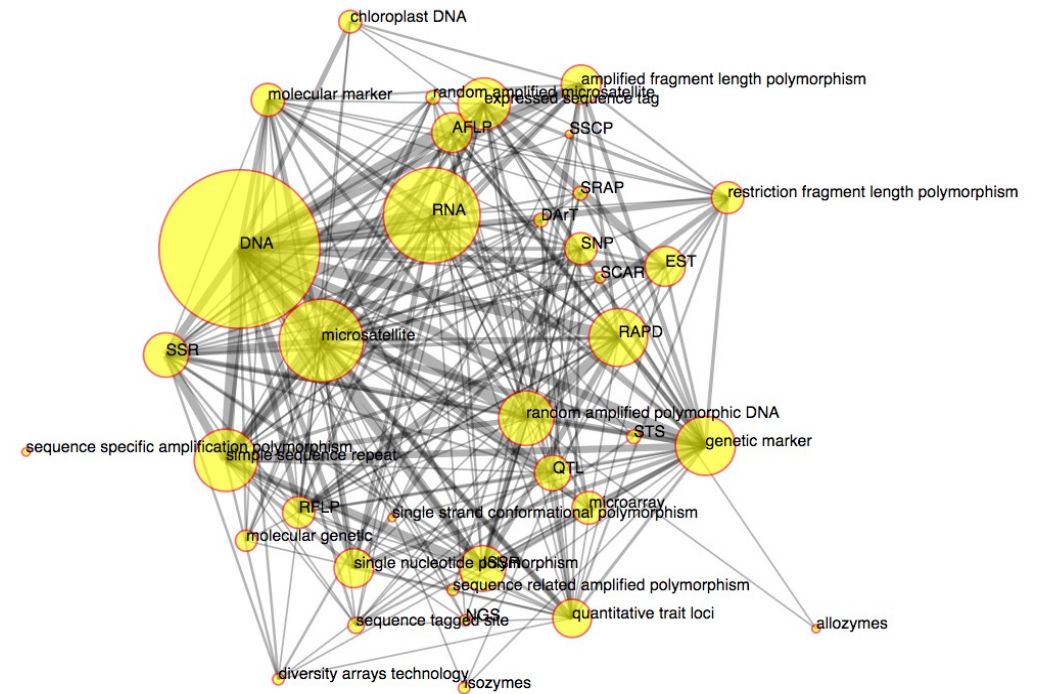 chloroplast DNA
amplified fragment length polymorphism
molecular marker
random amplified microsatellite
expressed sequence tag
AFLP
SSCP
SRAP
restriction fragment length polymorphism
RNA
DArT
DNA
SNP
EST
SCAR
microsatellite
RAPD
SSR
random amplified polymorphic DNA
STS
genetic marker
sequence specific amplification polymorphism
simple sequence repeat
QTL
microarray
RFLP
single strand conformational polymorphism
molecular genetic
single nucleotide polymorphism
ISSR
sequence related amplified polymorphism
NGS
quantitative trait loci
sequence tagged site
allozymes
diversity arrays technology
isozymes